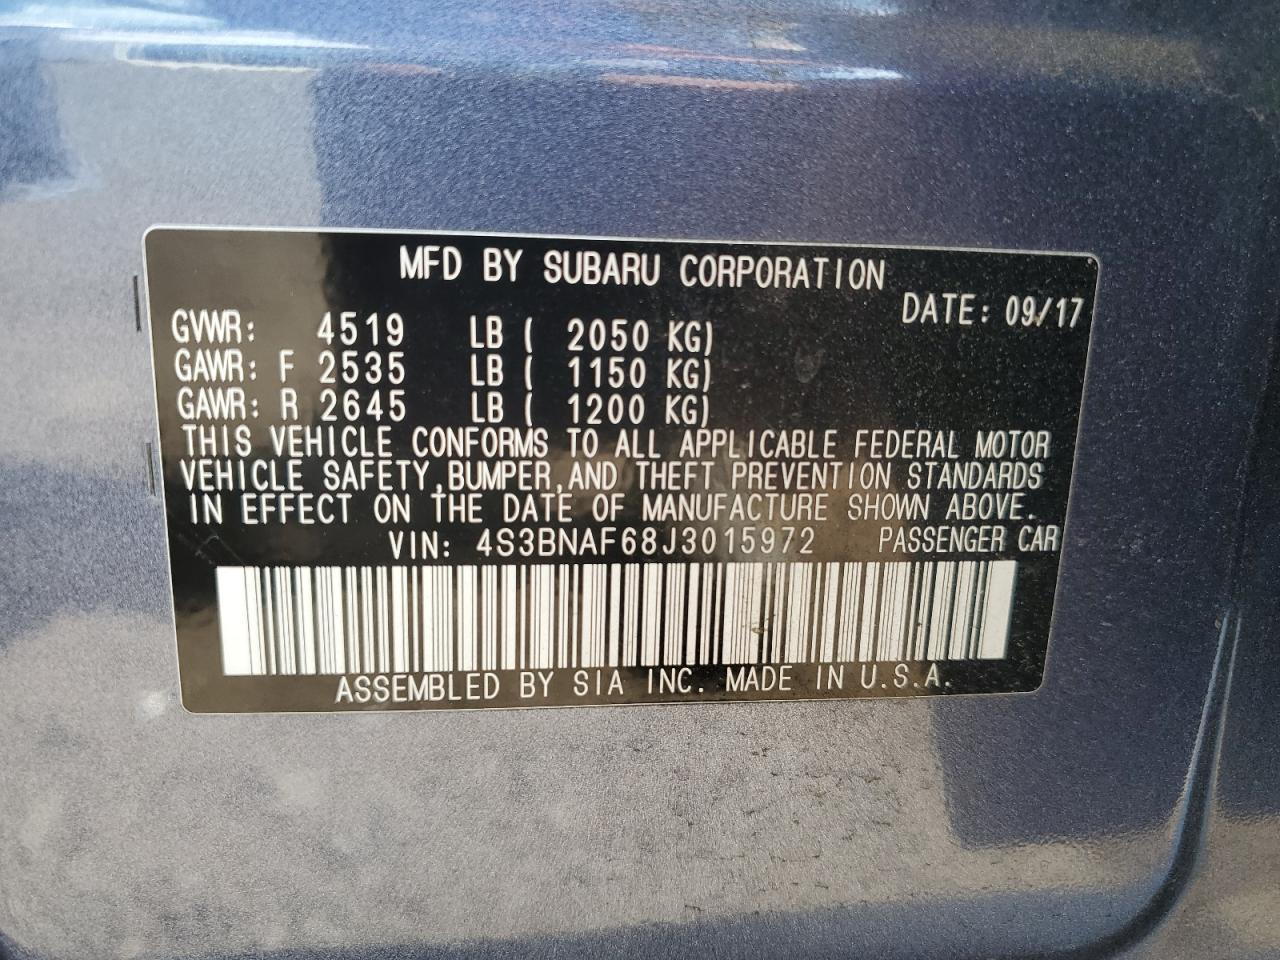 MFD BY SUBARU CORPORATION
DATE: 09/17
GVWR: 4519 LB ( 2050 KG)
GAWR: F 2535 LB ( 1150 KG)
GAWR: R 2645 LB ( 1200 KG)
THIS VEHICLE CONFORMS TO ALL APPLICABLE FEDERAL MOTOR
VEHICLE SAFETY,BUMPER,AND THEFT PREVENTION STANDARDS
IN EFFECT ON THE DATE OF MANUFACTURE SHOWN ABOVE.
VIN: 4S3BNAF68J3015972 PASSENGER CAR
ASSEMBLED BY SIA INC. MADE IN U.S.A.